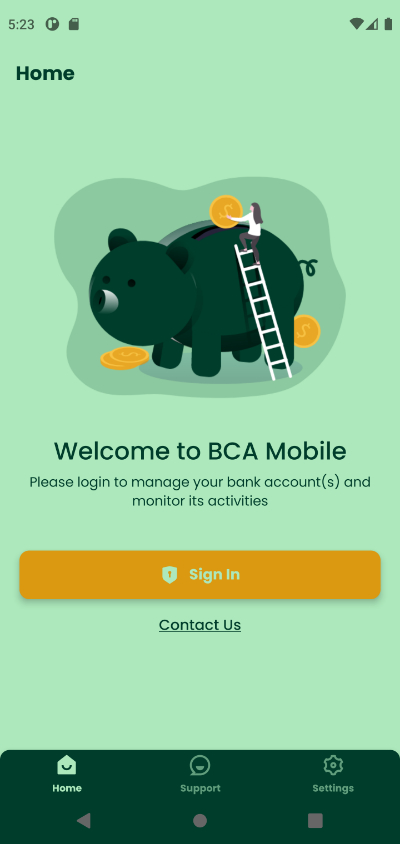 5:23
Home
Welcome to BCA Mobile
Please login to manage your bank account(s) and
monitor its activities
Sign In
Contact Us
Home
Support
Settings